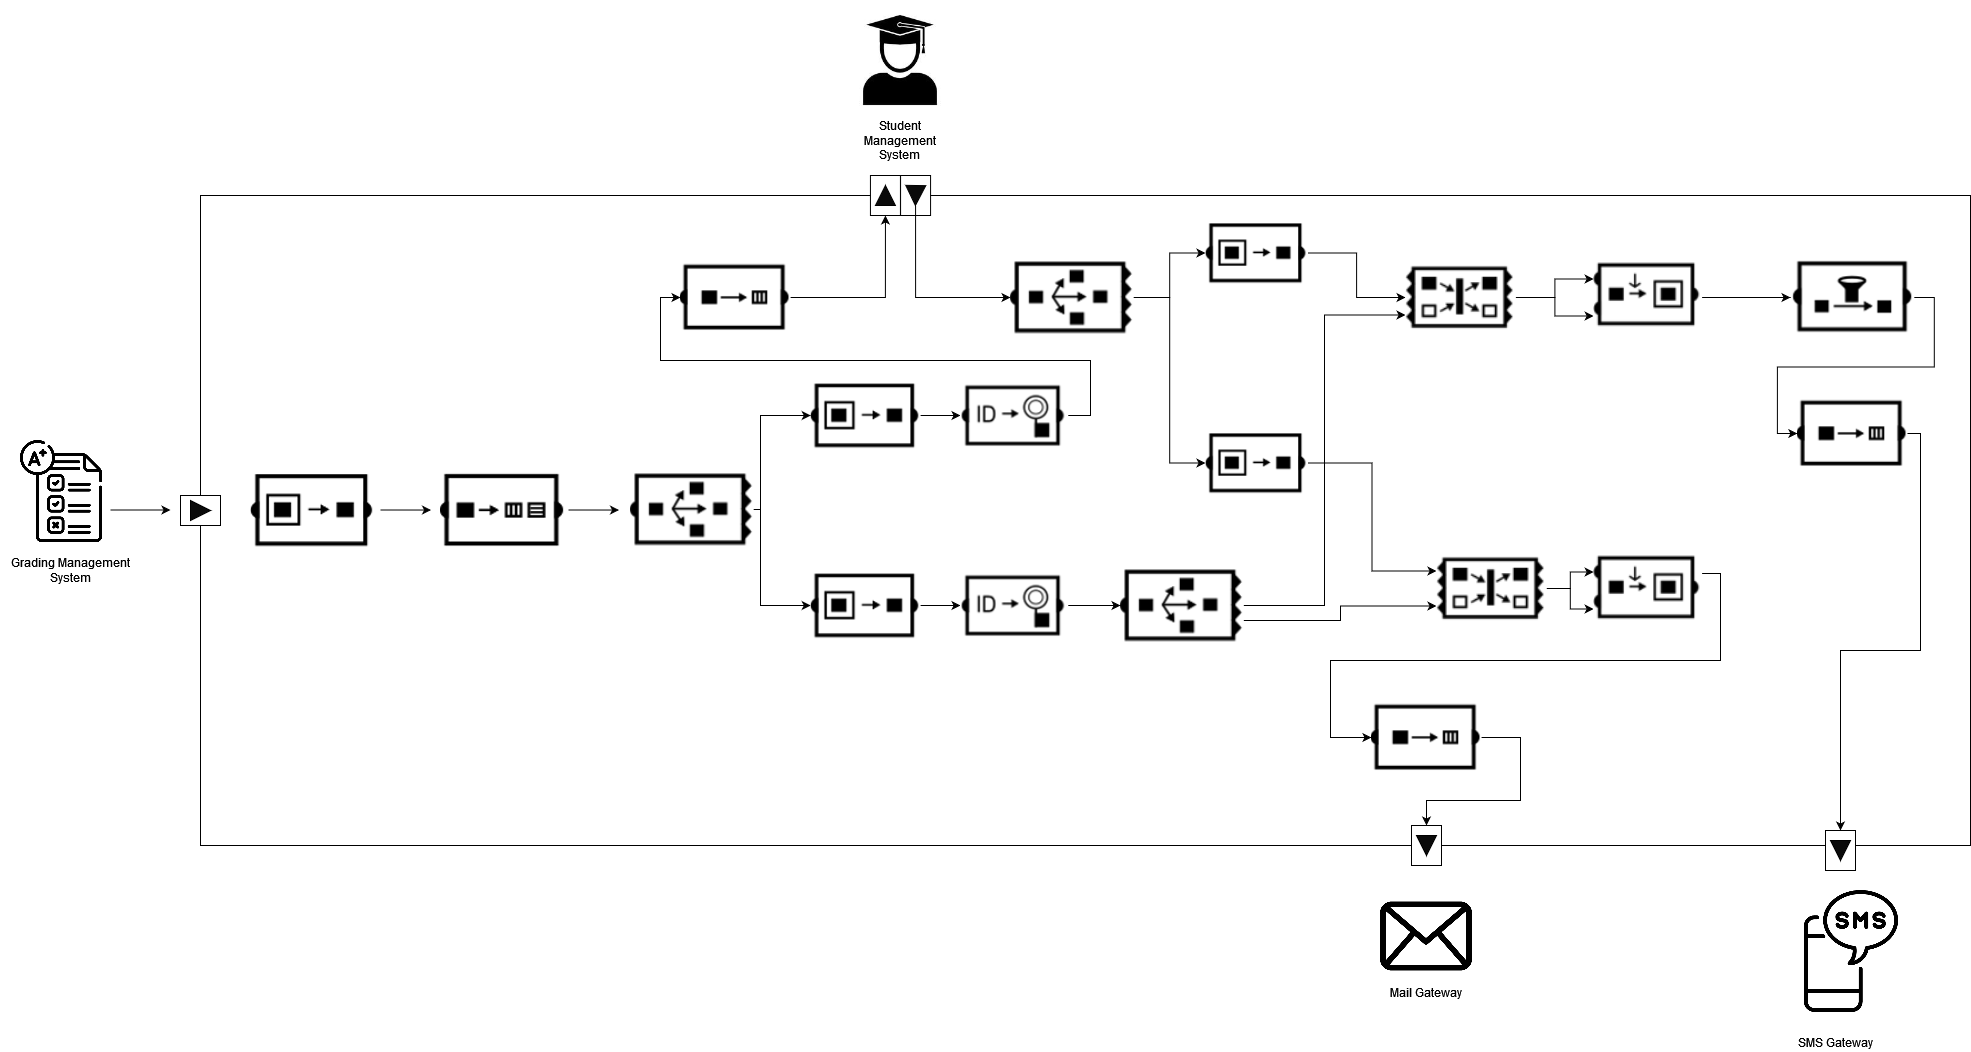 Student
Management
System
A+
Grading Management
System
ID
ID
Mail Gateway
SMS
SMS Gateway